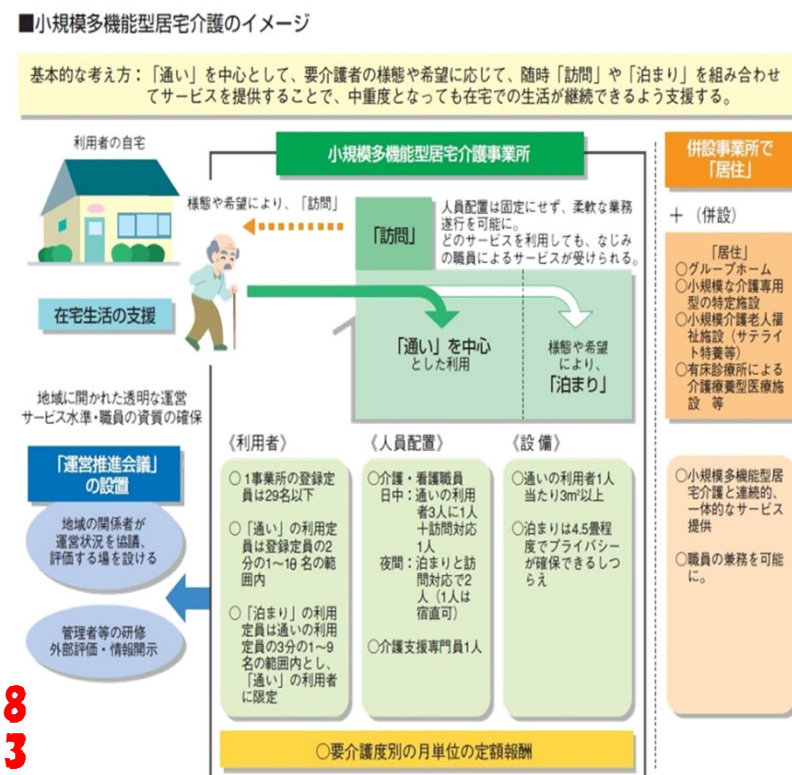 ■小規模多機能型居宅介護のイメージ
基本的な考え方：「通い」を中心として、要介護者の様態や希望に応じて、随時「訪問」や「泊まり」を組み合わせ
てサービスを提供することで、中重度となっても在宅での生活が継続できるよう支援する。
利用者の自宅
在宅生活の支援
小規模多機能型居宅介護事業所
様態や希望により、「訪問」
「訪問」
人員配置は固定にせず、柔軟な業務
遂行を可能に。
どのサービスを利用しても、なじみ
の職員によるサービスが受けられる。
「通い」を中心
とした利用
様態や希望
により、
「泊まり」
併設事業所で
「居住」
＋（併設）
「居住」
○グループホーム
○小規模な介護専用
型の特定施設
○小規模介護老人福
祉施設（サテライ
ト特養等）
○有床診療所による
介護療養型医療施
設 等
地域に開かれた透明な運営
サービス水準・職員の資質の確保
「運営推進会議」
の設置
地域の関係者が
運営状況を協議、
評価する場を設ける
管理者等の研修
外部評価・情報開示
《利用者》
○1事業所の登録定
員は29名以下
○「通い」の利用定
員は登録定員の2
分の1～18 名の範
囲内
○「泊まり」の利用
定員は通いの利用
定員の3分の1～9
名の範囲内とし、
「通い」の利用者
に限定
《人員配置》
○介護・看護職員
日中：通いの利用
者3人に1人
＋訪問対応
1人
夜間：泊まりと訪
問対応で2
人（1人は
宿直可）
○介護支援専門員1人
《設 備》
○通いの利用者1人
当たり3m²以上
○泊まりは4.5畳程
度でプライバシー
が確保できるしつ
らえ
○小規模多機能型居
宅介護と連続的、
一体的なサービス
提供
○職員の兼務を可能
に。
○要介護度別の月単位の定額報酬
8
3